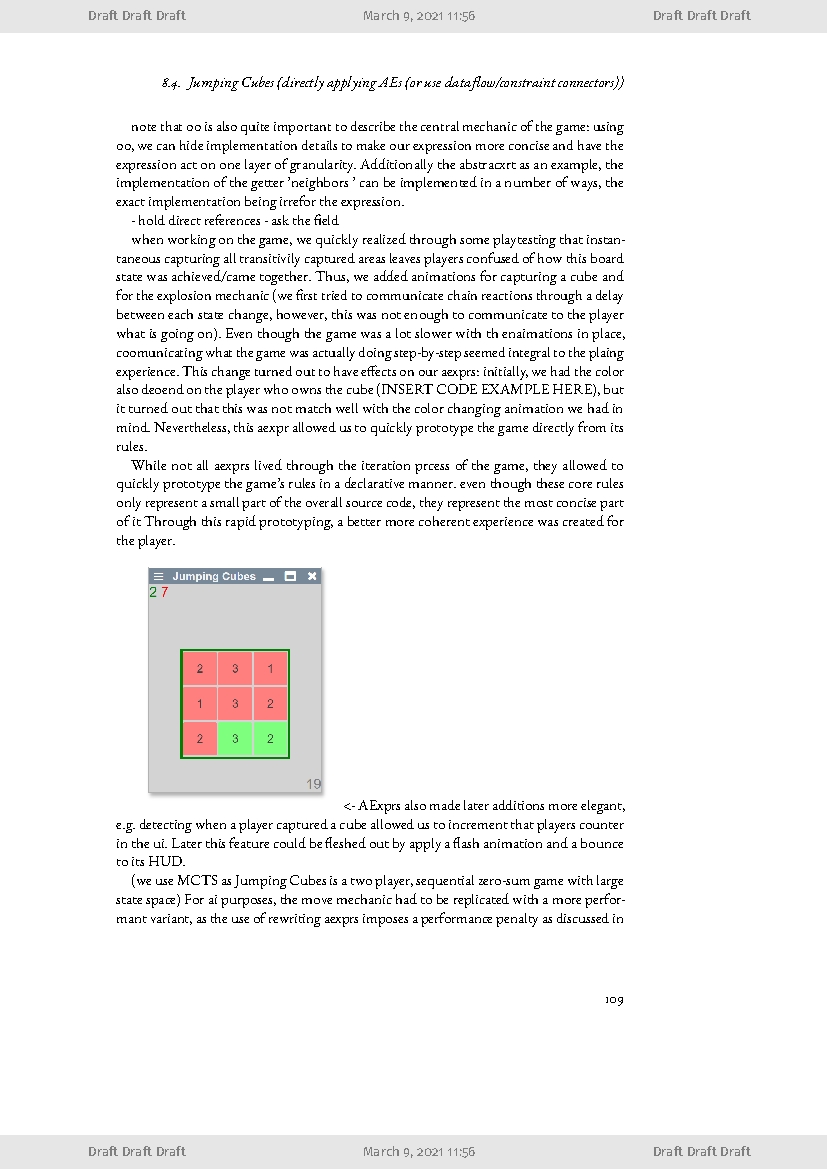 Draft Draft Draft March 9, 2021 11:56 Draft Draft Draft
8.4. Jumping Cubes (directly applying AEs (or use dataflow/constraint connectors))
note that oo is also quite important to describe the central mechanic of the game: using
oo, we can hide implementation details to make our expression more concise and have the
expression act on one layer of granularity. Additionally the abstracxrt as an example, the
implementation of the getter ’neighbors ’ can be implemented in a number of ways, the
exact implementation being irrefor the expression.
- hold direct references - ask the field
when working on the game, we quickly realized through some playtesting that instan-
taneous capturing all transitivily captured areas leaves players confused of how this board
state was achieved/came together. Thus, we added animations for capturing a cube and
for the explosion mechanic (we first tried to communicate chain reactions through a delay
between each state change, however, this was not enough to communicate to the player
what is going on). Even though the game was a lot slower with th enaimations in place,
coomunicating what the game was actually doing step-by-step seemed integral to the plaing
experience. This change turned out to have effects on our aexprs: initially, we had the color
also deoend on the player who owns the cube (INSERT CODE EXAMPLE HERE), but
it turned out that this was not match well with the color changing animation we had in
mind. Nevertheless, this aexpr allowed us to quickly prototype the game directly from its
rules.
While not all aexprs lived through the iteration prcess of the game, they allowed to
quickly prototype the game’s rules in a declarative manner. even though these core rules
only represent a small part of the overall source code, they represent the most concise part
of it Through this rapid prototyping, a better more coherent experience was created for
the player.
Jumping Cubes
2 7
2 3 1
1 3 2
2 3 2
19
<- AExprs also made later additions more elegant,
e.g. detecting when a player captured a cube allowed us to increment that players counter
in the ui. Later this feature could be fleshed out by apply a flash animation and a bounce
to its HUD.
(we use MCTS as Jumping Cubes is a two player, sequential zero-sum game with large
state space) For ai purposes, the move mechanic had to be replicated with a more perfor-
mant variant, as the use of rewriting aexprs imposes a performance penalty as discussed in
109
Draft Draft Draft March 9, 2021 11:56 Draft Draft Draft